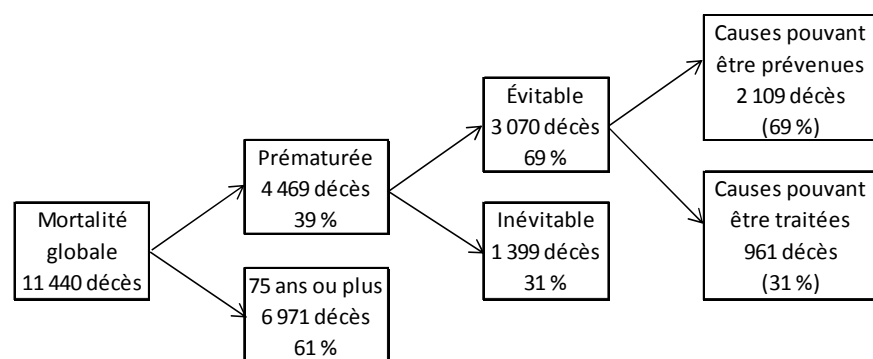 Mortalité
globale
11 440 décès
Prématurée
4 469 décès
39 %
75 ans ou plus
6 971 décès
61 %
Évitable
3 070 décès
69 %
Inévitable
1 399 décès
31 %
Causes pouvant
être prévenues
2 109 décès
(69 %)
Causes pouvant
être traitées
961 décès
(31 %)